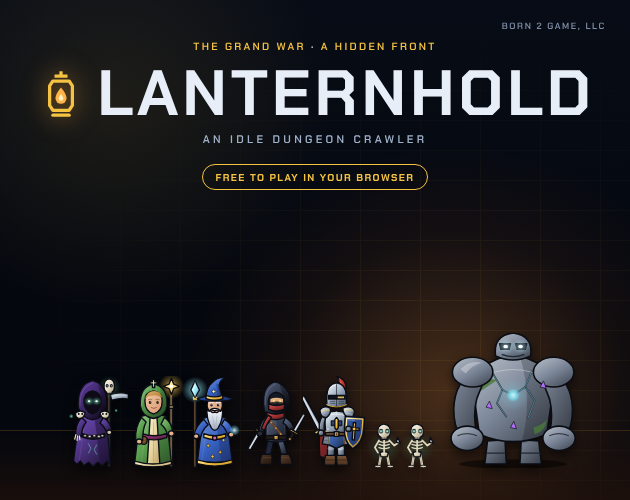 BORN 2 GAME, LLC
THE GRAND WAR · A HIDDEN FRONT
LANTERNHOLD
AN IDLE DUNGEON CRAWLER
FREE TO PLAY IN YOUR BROWSER